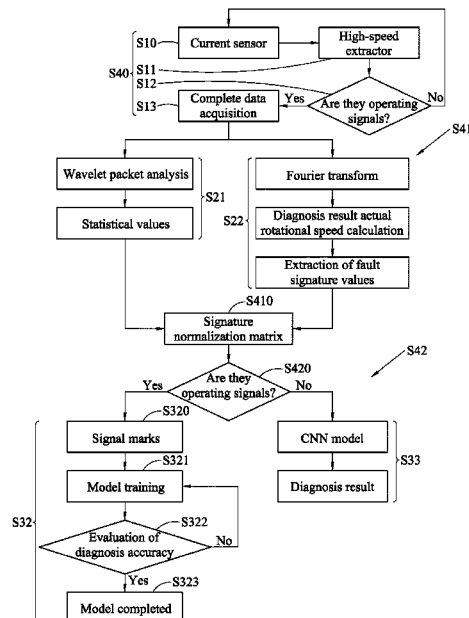 S10
Current sensor
High-speed extractor
S40
S11
S12
Are they operating signals?
Yes
No
S13
Complete data acquisition
S41
Wavelet packet analysis
Statistical values
S21
Fourier transform
S22
Diagnosis result actual
rotational speed calculation
Extraction of fault
signature values
S410
Signature
normalization matrix
S42
S420
Are they
operating signals?
Yes
No
S320
Signal marks
CNN model
S33
S321
Model training
Diagnosis result
S32
S322
Evaluation of
diagnosis accuracy
No
Yes
S323
Model completed